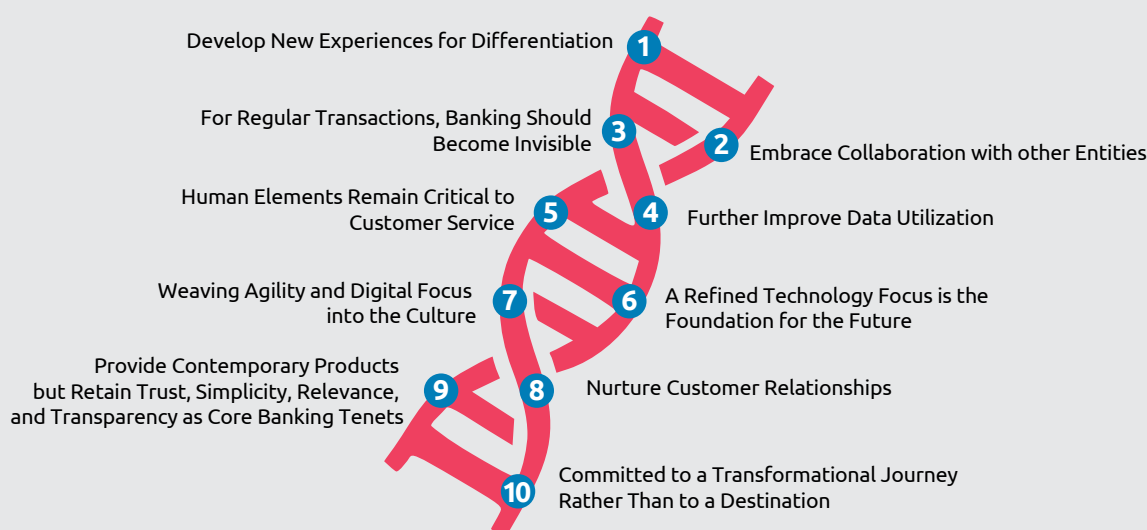 1
Develop New Experiences for Differentiation
2
Embrace Collaboration with other Entities
3
For Regular Transactions, Banking Should
Become Invisible
4
Further Improve Data Utilization
5
Human Elements Remain Critical to
Customer Service
6
A Refined Technology Focus is the
Foundation for the Future
7
Weaving Agility and Digital Focus
into the Culture
8
Nurture Customer Relationships
9
Provide Contemporary Products
but Retain Trust, Simplicity, Relevance,
and Transparency as Core Banking Tenets
10
Committed to a Transformational Journey
Rather Than to a Destination